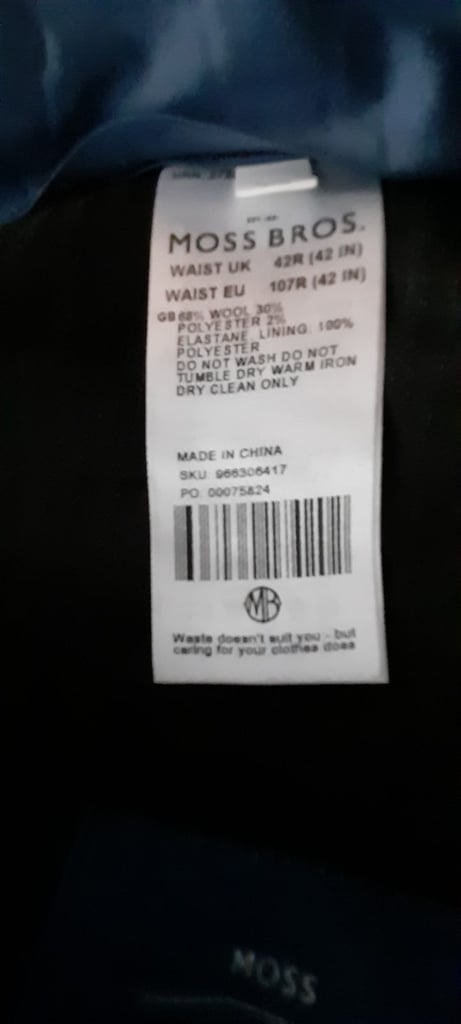 MOSS BROS.
WAIST UK 42R (42 IN)
WAIST EU 107R (42 IN)
GB 68% WOOL 30%
POLYESTER 2%
ELASTANE. LINING. 100%
POLYESTER
DO NOT WASH DO NOT
TUMBLE DRY WARM IRON
DRY CLEAN ONLY
MADE IN CHINA
SKU: 966306417
PO: 00075824
MB
Waste doesn't suit you - but
caring for your clothes does
MOSS